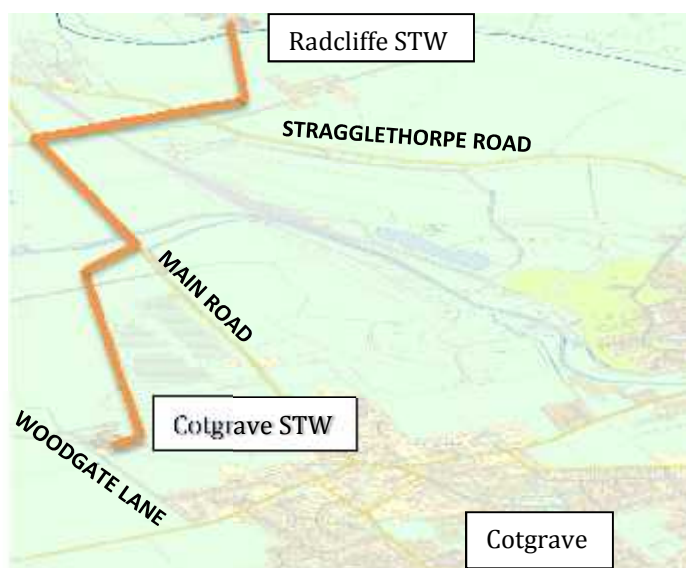 Radcliffe STW
STRAGGLETHORPE ROAD
MAIN ROAD
Cotgrave STW
WOODGATE LANE
Cotgrave